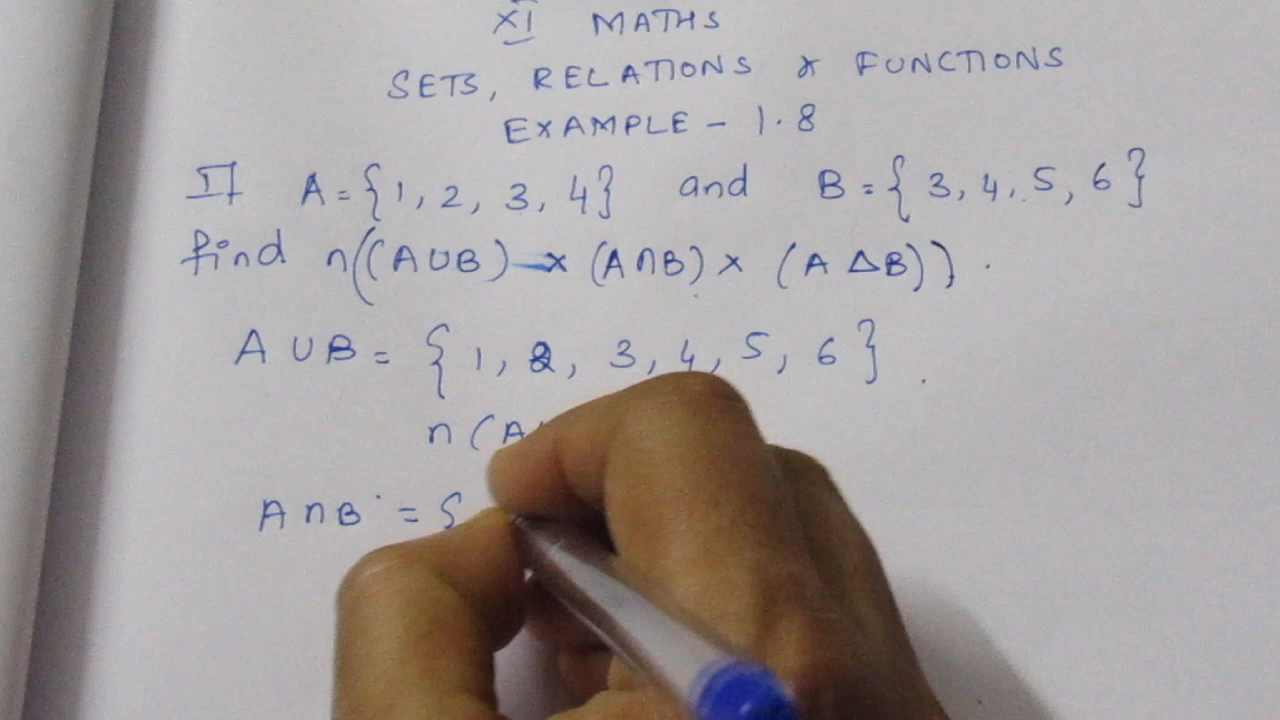 XI MATHS
SETS, RELATIONS & FUNCTIONS
EXAMPLE - 1.8
If A = {1, 2, 3, 4} and B = {3, 4, 5, 6}
find n((A∪B) × (A∩B) × (A △ B)).
A∪B = {1, 2, 3, 4, 5, 6}
n(A
A∩B = {